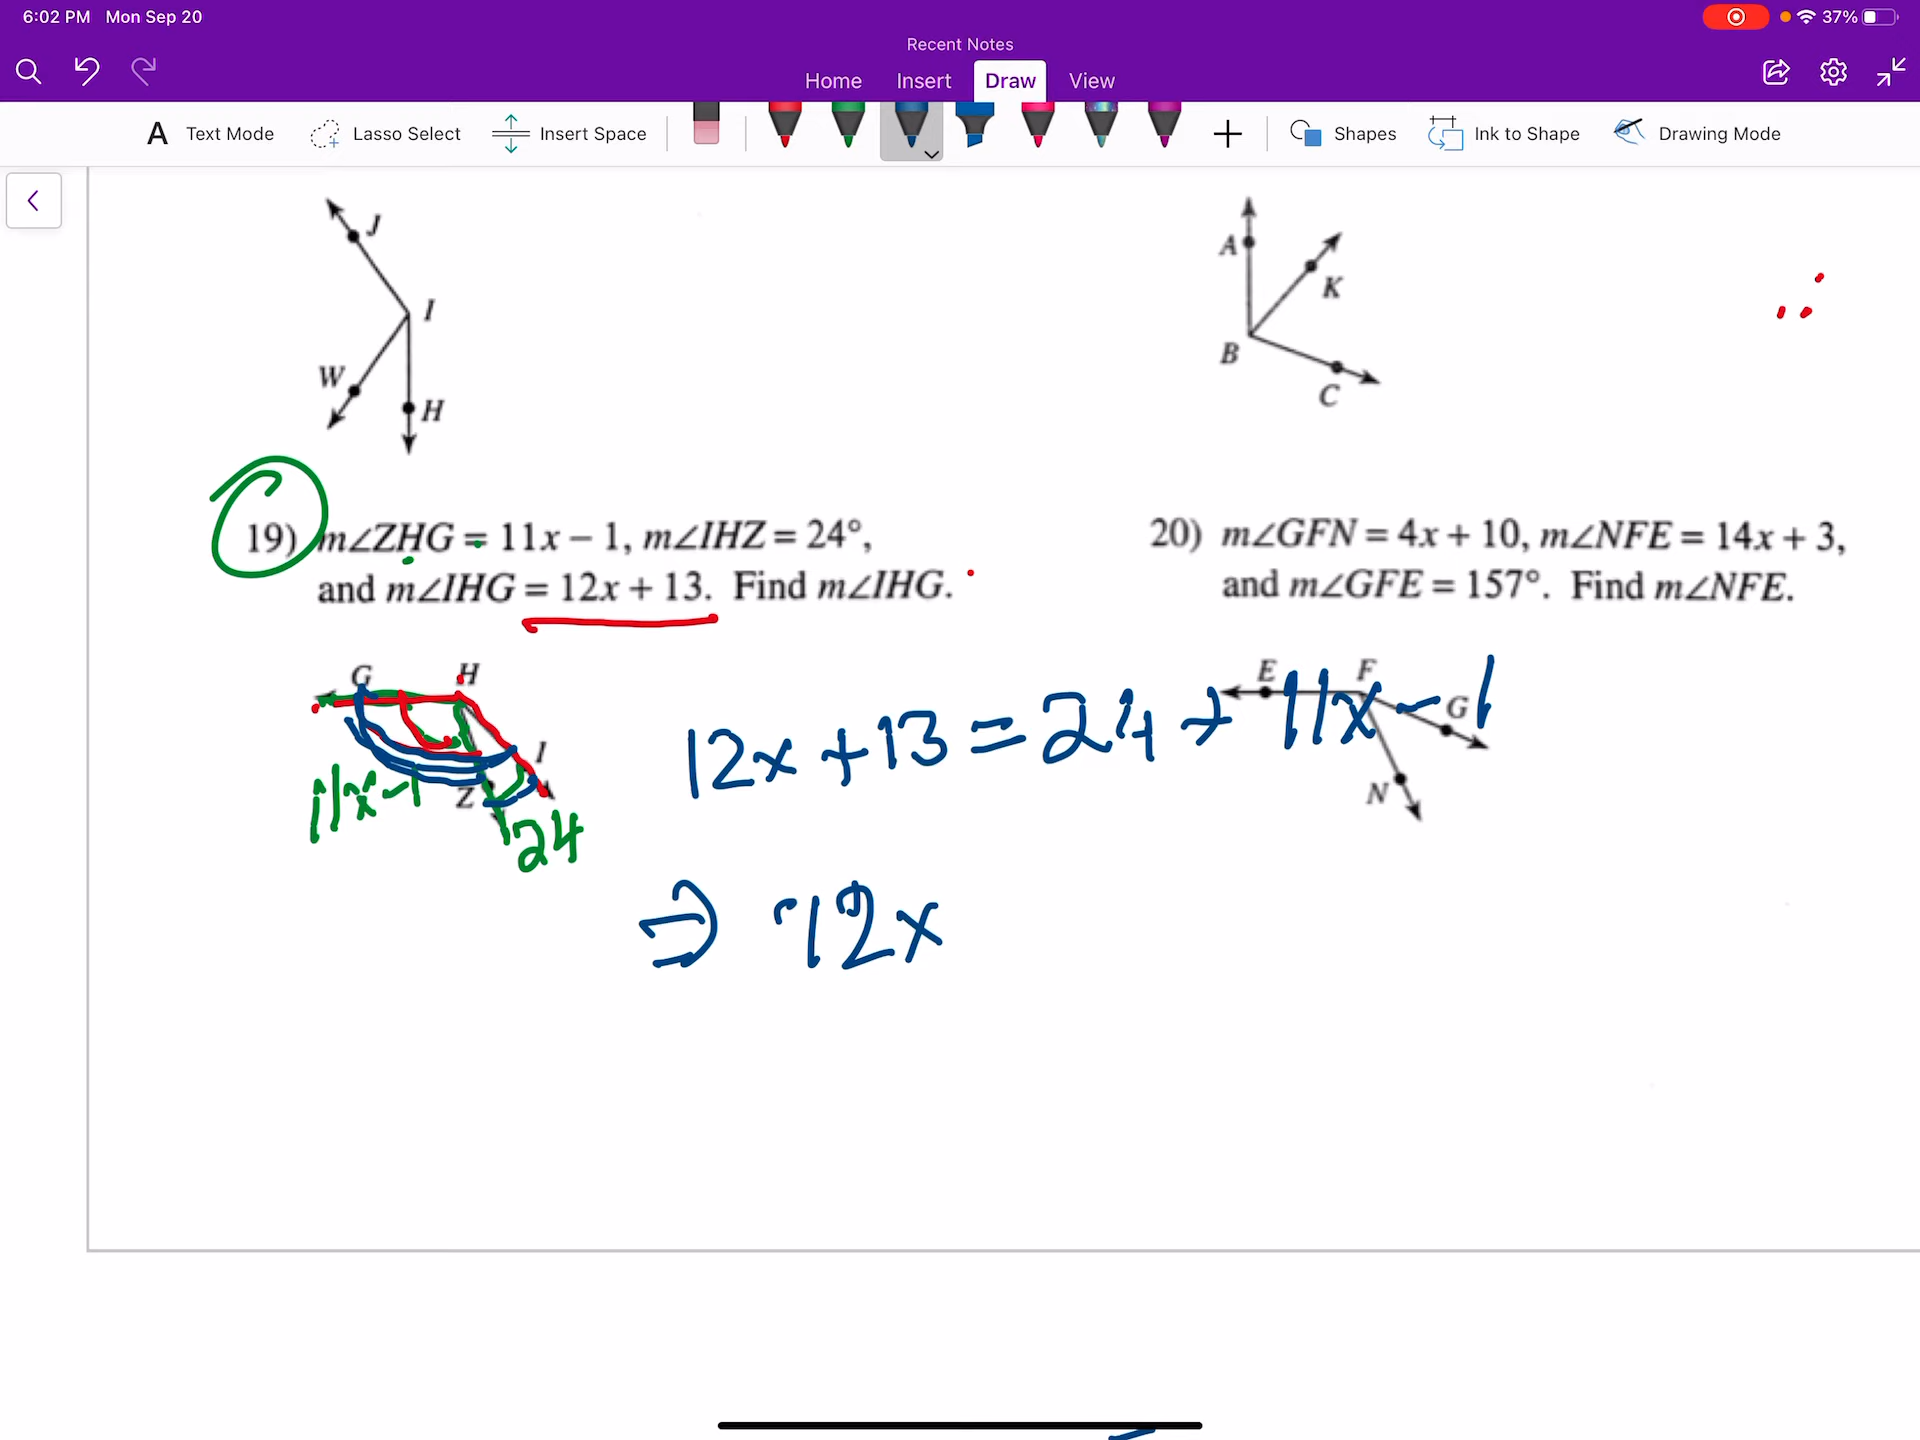 6:02 PM Mon Sep 20
37%
Recent Notes
Home Insert Draw View
A Text Mode Lasso Select Insert Space Shapes Ink to Shape Drawing Mode
J
I
W
H
A
K
B
C
19) m∠ZHG = 11x − 1, m∠IHZ = 24°,
and m∠IHG = 12x + 13. Find m∠IHG.
20) m∠GFN = 4x + 10, m∠NFE = 14x + 3,
and m∠GFE = 157°. Find m∠NFE.
G H
I
Z
11x-1
24
E F
G
N
12x + 13 = 24 + 11x - 1
⇒ 12x